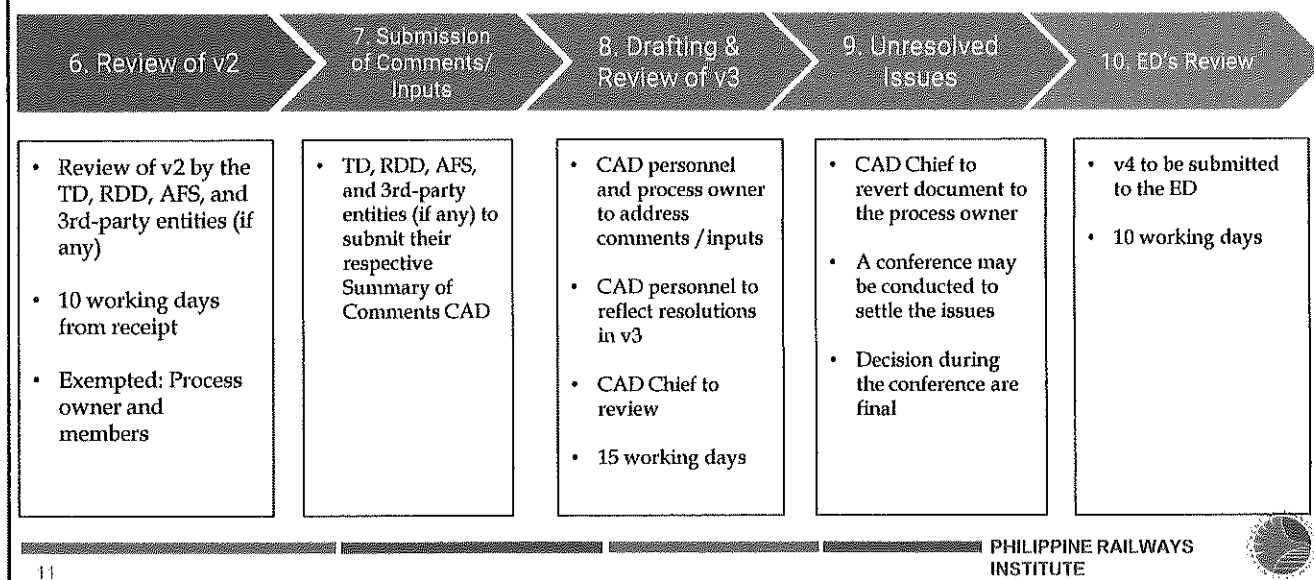 6. Review of v2
7. Submission
of Comments/
Inputs
8. Drafting &
Review of v3
9. Unresolved
Issues
10. ED's Review
• Review of v2 by the
TD, RDD, AFS, and
3rd-party entities (if
any)
• 10 working days
from receipt
• Exempted: Process
owner and
members
• TD, RDD, AFS,
and 3rd-party
entities (if any) to
submit their
respective
Summary of
Comments CAD
• CAD personnel
and process owner
to address
comments / inputs
• CAD personnel to
reflect resolutions
in v3
• CAD Chief to
review
• 15 working days
• CAD Chief to
revert document to
the process owner
• A conference may
be conducted to
settle the issues
• Decision during
the conference are
final
• v4 to be submitted
to the ED
• 10 working days
11
PHILIPPINE RAILWAYS
INSTITUTE